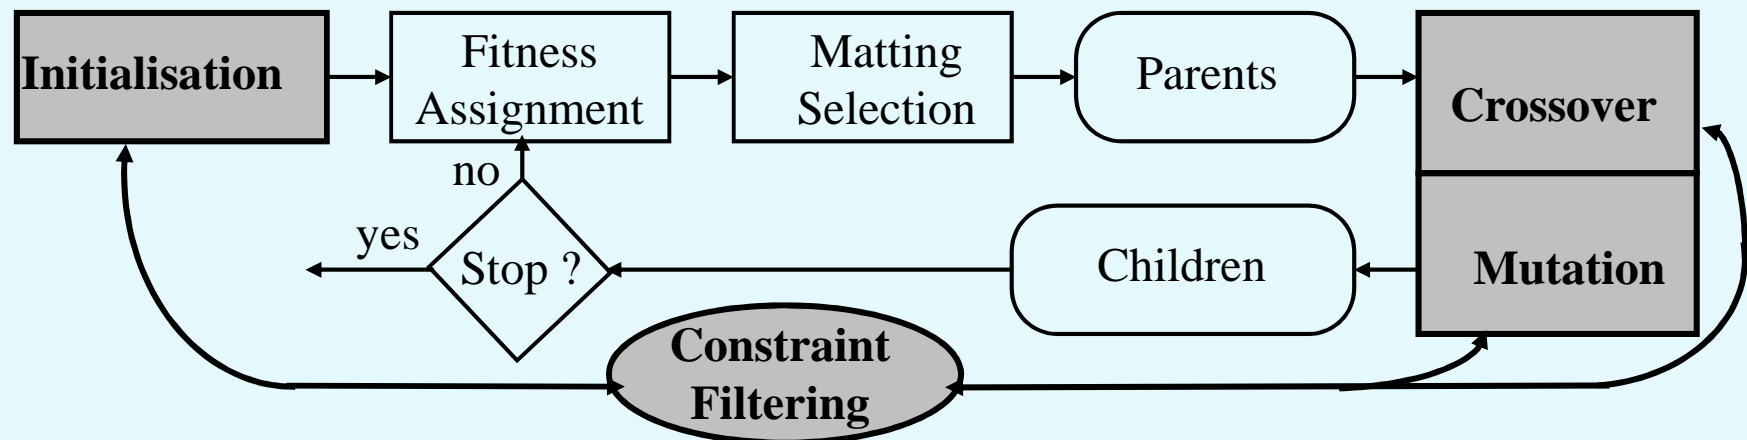 Initialisation
Fitness
Assignment
Matting
Selection
Parents
Crossover
no
yes
Stop ?
Children
Mutation
Constraint
Filtering